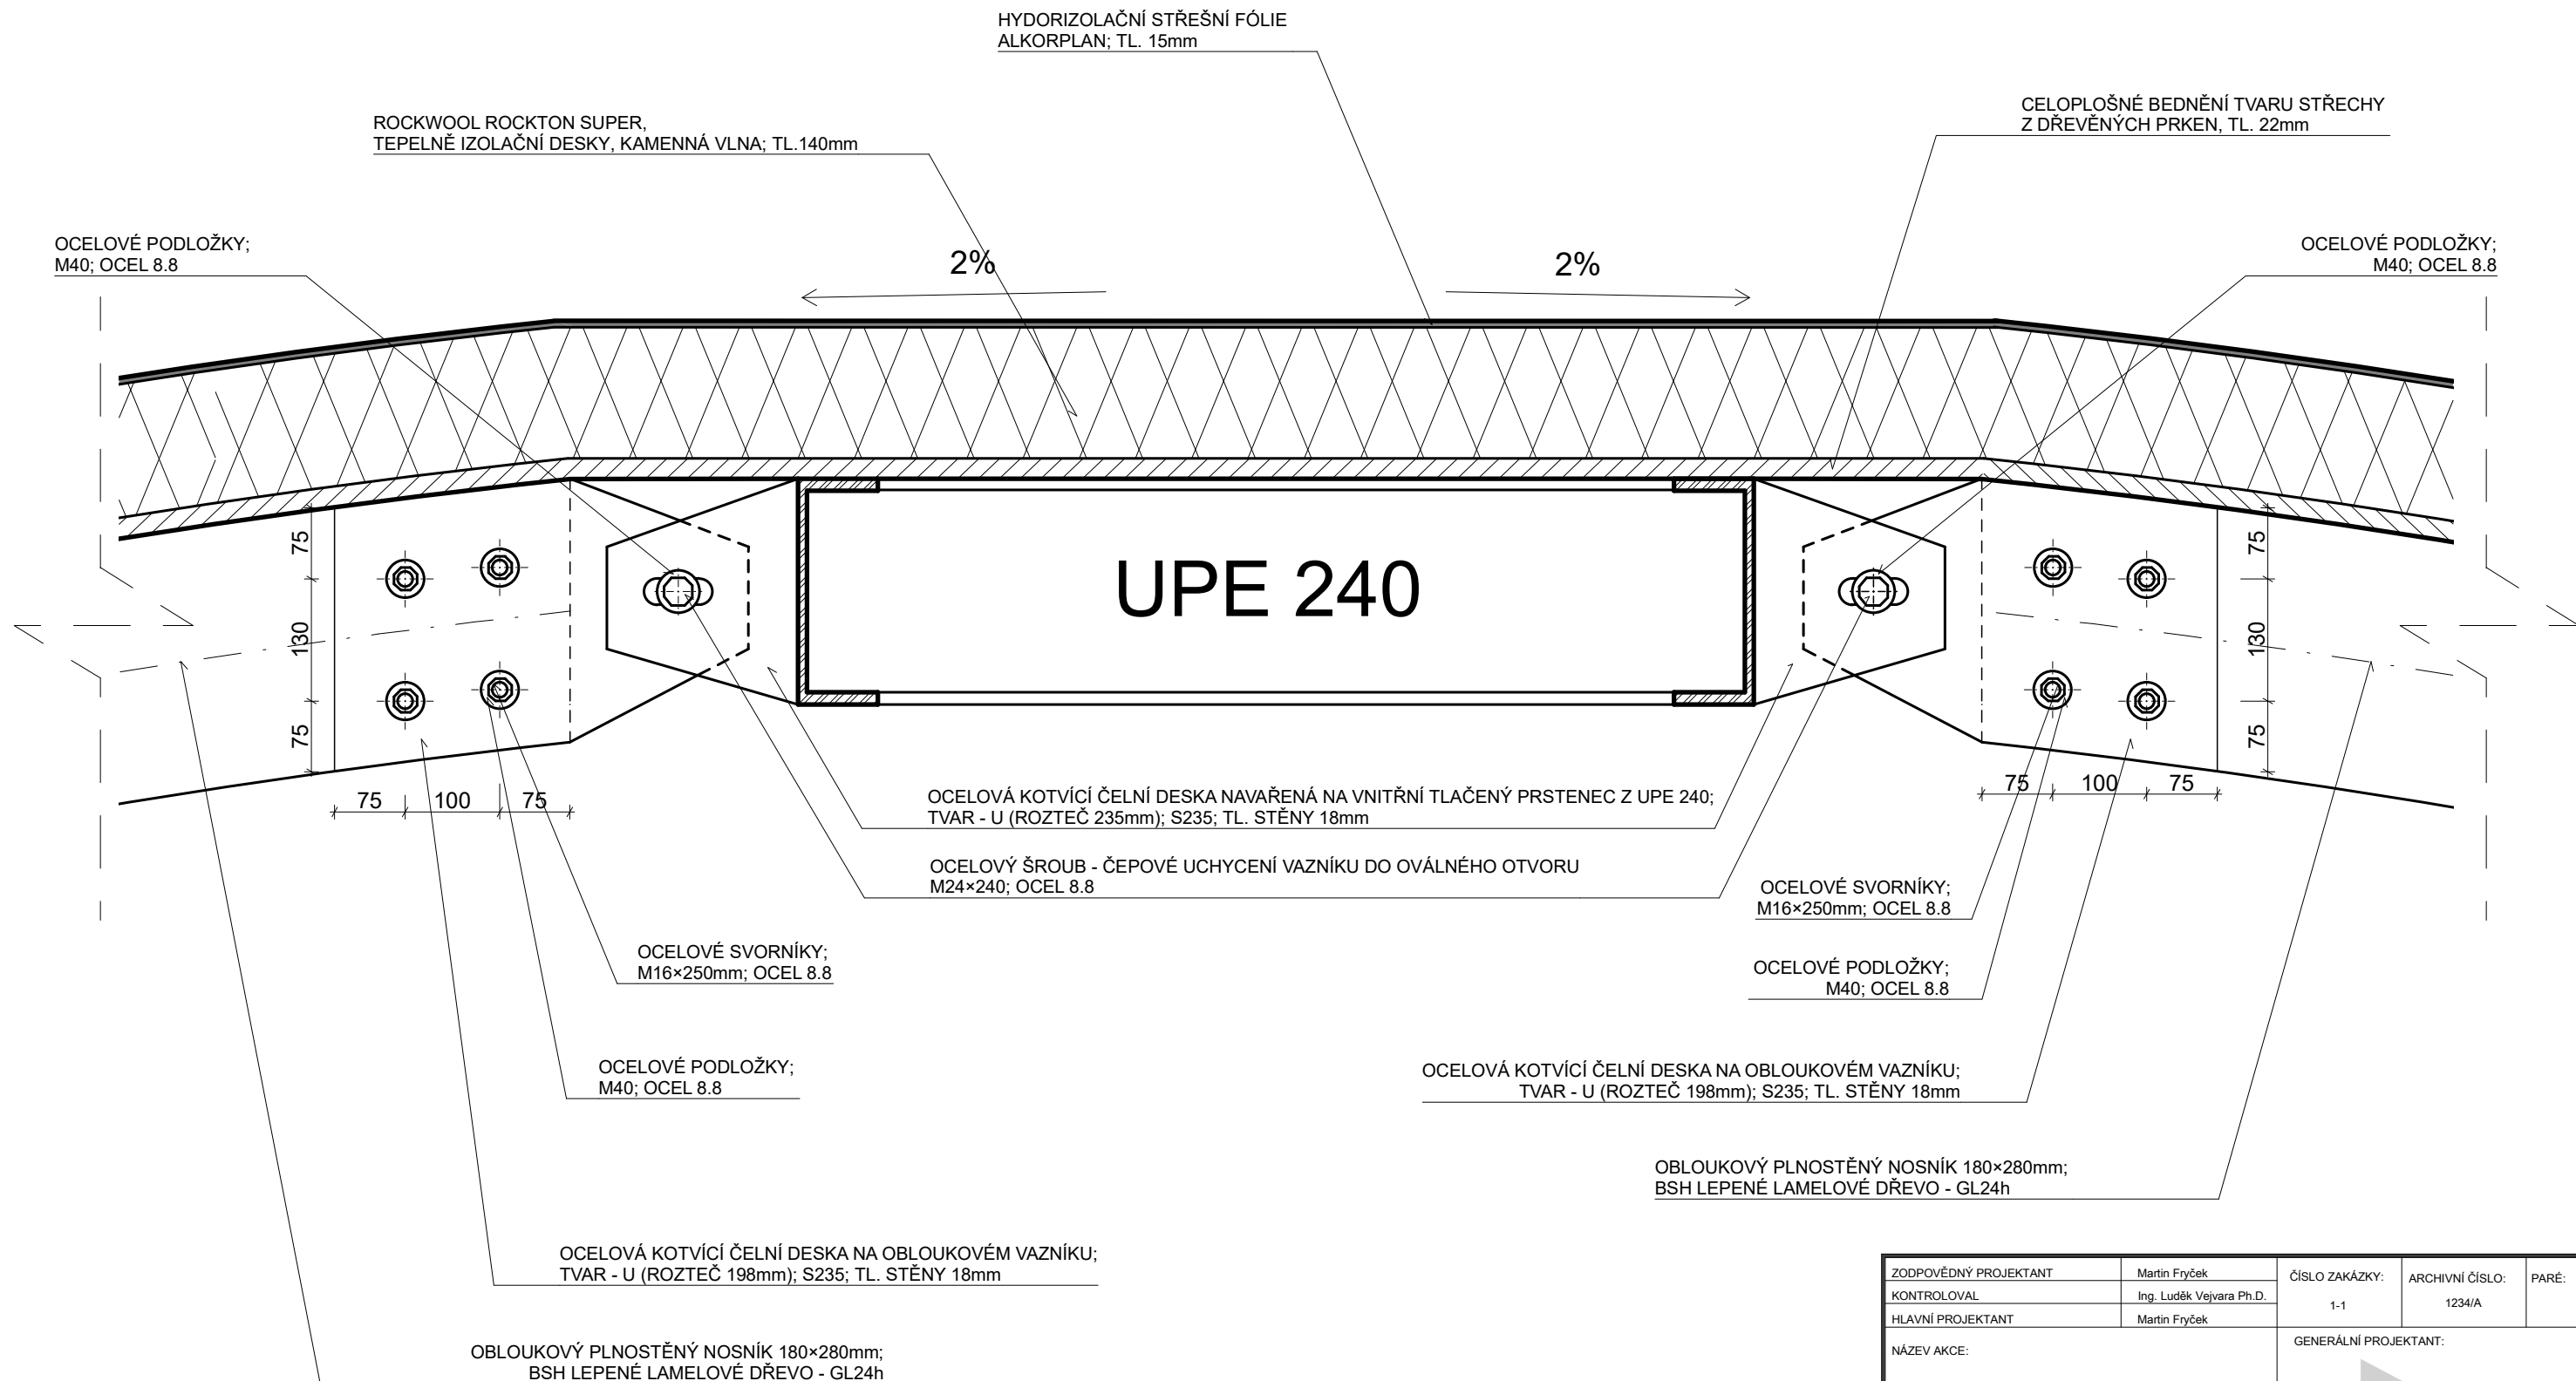 HYDORIZOLAČNÍ STŘEŠNÍ FÓLIE
ALKORPLAN; TL. 15mm
CELOPLOŠNÉ BEDNĚNÍ TVARU STŘECHY
Z DŘEVĚNÝCH PRKEN, TL. 22mm
ROCKWOOL ROCKTON SUPER,
TEPELNĚ IZOLAČNÍ DESKY, KAMENNÁ VLNA; TL.140mm
OCELOVÉ PODLOŽKY;
M40; OCEL 8.8
2%
2%
OCELOVÉ PODLOŽKY;
M40; OCEL 8.8
75
130
75
UPE 240
75
130
75
75 100 75
75 100 75
OCELOVÁ KOTVÍCÍ ČELNÍ DESKA NAVAŘENÁ NA VNITŘNÍ TLAČENÝ PRSTENEC Z UPE 240;
TVAR - U (ROZTEČ 235mm); S235; TL. STĚNY 18mm
OCELOVÝ ŠROUB - ČEPOVÉ UCHYCENÍ VAZNÍKU DO OVÁLNÉHO OTVORU
M24×240; OCEL 8.8
OCELOVÉ SVORNÍKY;
M16×250mm; OCEL 8.8
OCELOVÉ SVORNÍKY;
M16×250mm; OCEL 8.8
OCELOVÉ PODLOŽKY;
M40; OCEL 8.8
OCELOVÉ PODLOŽKY;
M40; OCEL 8.8
OCELOVÁ KOTVÍCÍ ČELNÍ DESKA NA OBLOUKOVÉM VAZNÍKU;
TVAR - U (ROZTEČ 198mm); S235; TL. STĚNY 18mm
OBLOUKOVÝ PLNOSTĚNÝ NOSNÍK 180×280mm;
BSH LEPENÉ LAMELOVÉ DŘEVO - GL24h
OCELOVÁ KOTVÍCÍ ČELNÍ DESKA NA OBLOUKOVÉM VAZNÍKU;
TVAR - U (ROZTEČ 198mm); S235; TL. STĚNY 18mm
OBLOUKOVÝ PLNOSTĚNÝ NOSNÍK 180×280mm;
BSH LEPENÉ LAMELOVÉ DŘEVO - GL24h
ZODPOVĚDNÝ PROJEKTANT Martin Fryček
KONTROLOVAL Ing. Luděk Vejvara Ph.D.
HLAVNÍ PROJEKTANT Martin Fryček
ČÍSLO ZAKÁZKY:
1-1
ARCHIVNÍ ČÍSLO:
1234/A
PARÉ:
NÁZEV AKCE:
GENERÁLNÍ PROJEKTANT: